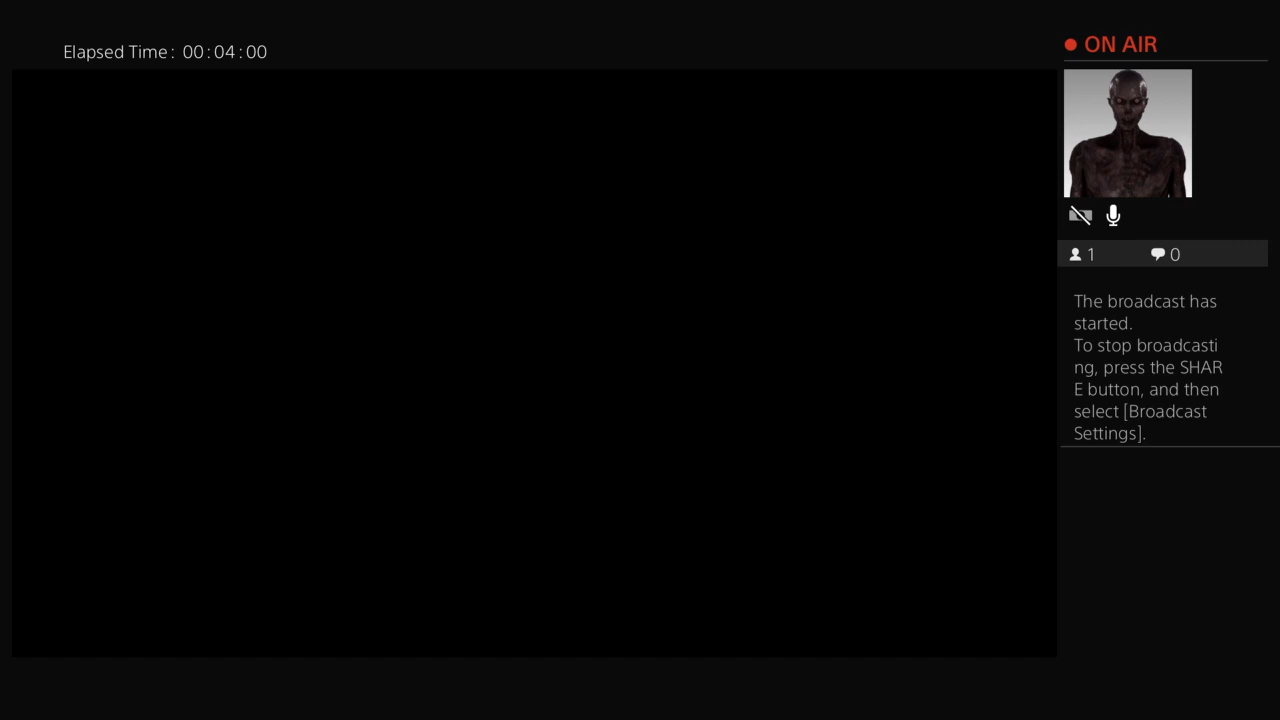 Elapsed Time: 00:04:00
ON AIR
1
0
The broadcast has
started.
To stop broadcasti
ng, press the SHAR
E button, and then
select [Broadcast
Settings].